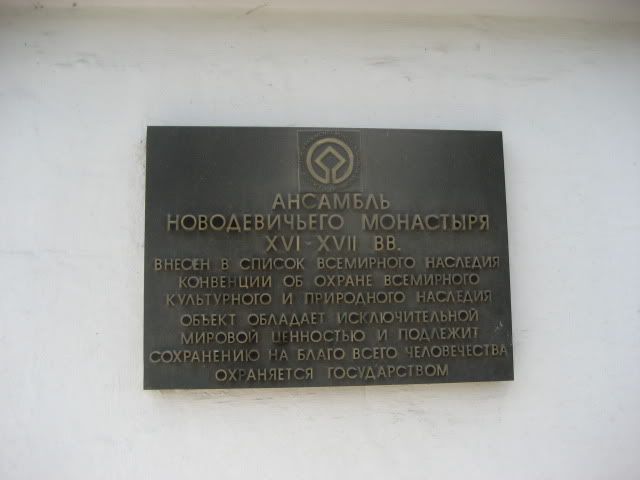 АНСАМБЛЬ
НОВОДЕВИЧЬЕГО МОНАСТЫРЯ
XVI-XVII ВВ.
ВНЕСЕН В СПИСОК ВСЕМИРНОГО НАСЛЕДИЯ
КОНВЕНЦИИ ОБ ОХРАНЕ ВСЕМИРНОГО
КУЛЬТУРНОГО И ПРИРОДНОГО НАСЛЕДИЯ
ОБЪЕКТ ОБЛАДАЕТ ИСКЛЮЧИТЕЛЬНОЙ
МИРОВОЙ ЦЕННОСТЬЮ И ПОДЛЕЖИТ
СОХРАНЕНИЮ НА БЛАГО ВСЕГО ЧЕЛОВЕЧЕСТВА
ОХРАНЯЕТСЯ ГОСУДАРСТВОМ